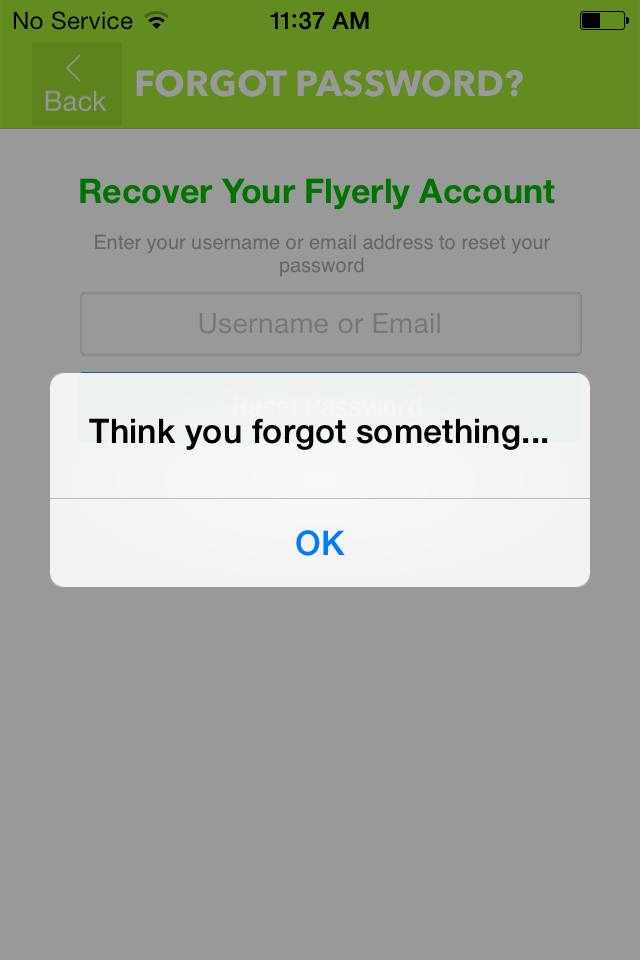 No Service 11:37 AM
Back
FORGOT PASSWORD?
Recover Your Flyerly Account
Enter your username or email address to reset your
password
Username or Email
Reset Password
Think you forgot something...
OK